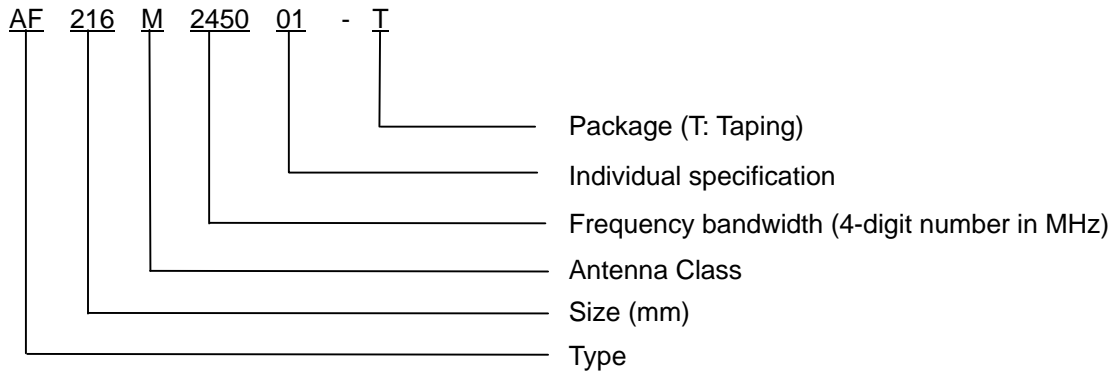 AF 216 M 2450 01 - T
Package (T: Taping)
Individual specification
Frequency bandwidth (4-digit number in MHz)
Antenna Class
Size (mm)
Type